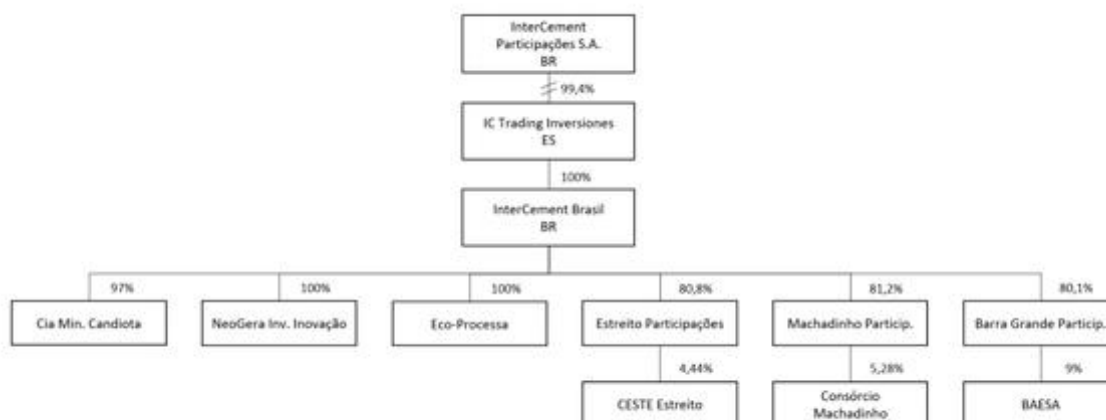 InterCement
Participações S.A.
BR
99,4%
IC Trading Inversiones
ES
100%
InterCement Brasil
BR
97%
100%
100%
80,8%
81,2%
80,1%
Cia Min. Candiota
NeoGera Inv. Inovação
Eco-Processa
Estreito Participações
Machadinho Particip.
Barra Grande Particip.
4,44%
5,28%
9%
CESTE Estreito
Consórcio
Machadinho
BAESA